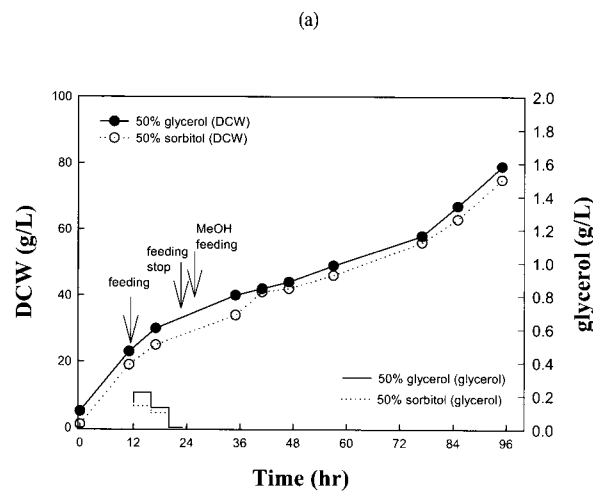 (a)
100
80
60
40
20
0
DCW (g/L)
50% glycerol (DCW)
50% sorbitol (DCW)
feeding
feeding
stop
MeOH
feeding
50% glycerol (glycerol)
50% sorbitol (glycerol)
2.0
1.8
1.6
1.4
1.2
1.0
0.8
0.6
0.4
0.2
0.0
glycerol (g/L)
0 12 24 36 48 60 72 84 96
Time (hr)